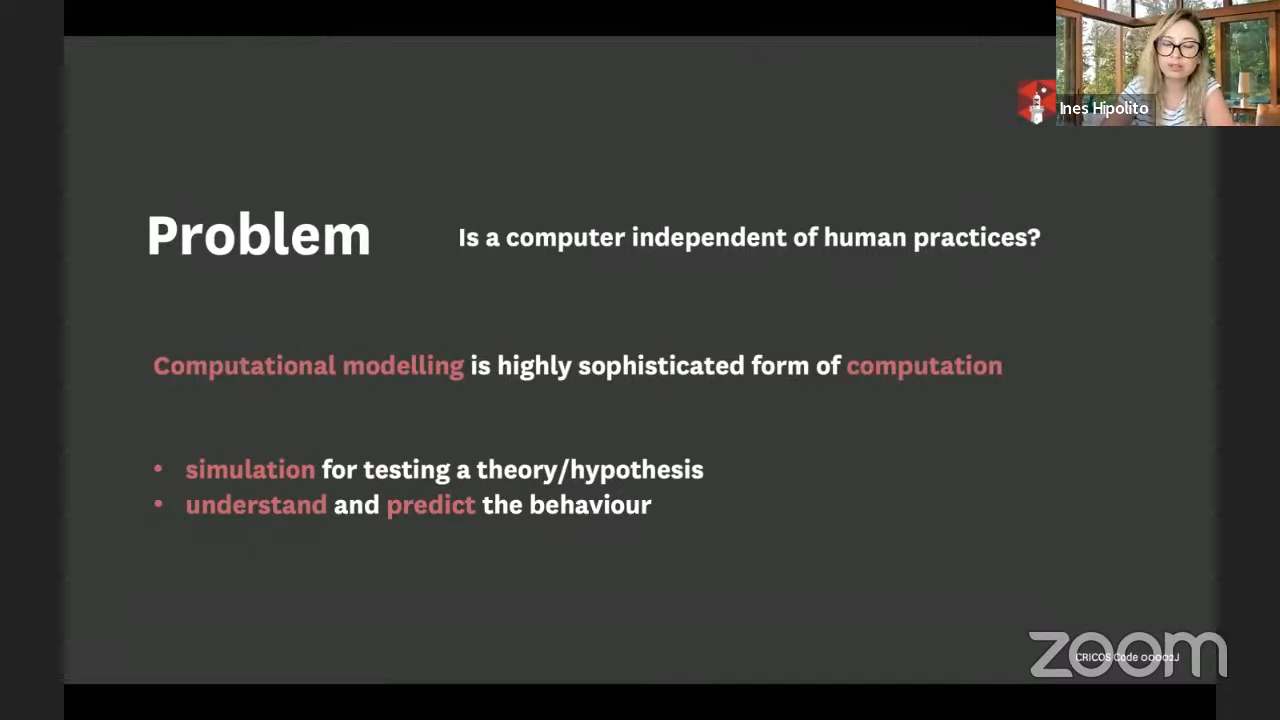 Ines Hipolito
Problem
Is a computer independent of human practices?
Computational modelling is highly sophisticated form of computation
• simulation for testing a theory/hypothesis
• understand and predict the behaviour
zoom
CRICOS Code 00002J